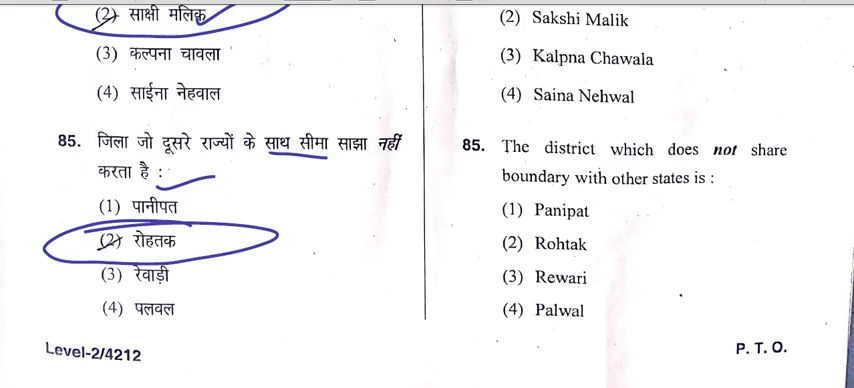 (2) साक्षी मलिक
(3) कल्पना चावला
(4) साईना नेहवाल
85. जिला जो दूसरे राज्यों के साथ सीमा साझा नहीं
करता है :
(1) पानीपत
(2) रोहतक
(3) रेवाड़ी
(4) पलवल
Level-2/4212
(2) Sakshi Malik
(3) Kalpna Chawala
(4) Saina Nehwal
85. The district which does not share
boundary with other states is :
(1) Panipat
(2) Rohtak
(3) Rewari
(4) Palwal
P. T. O.